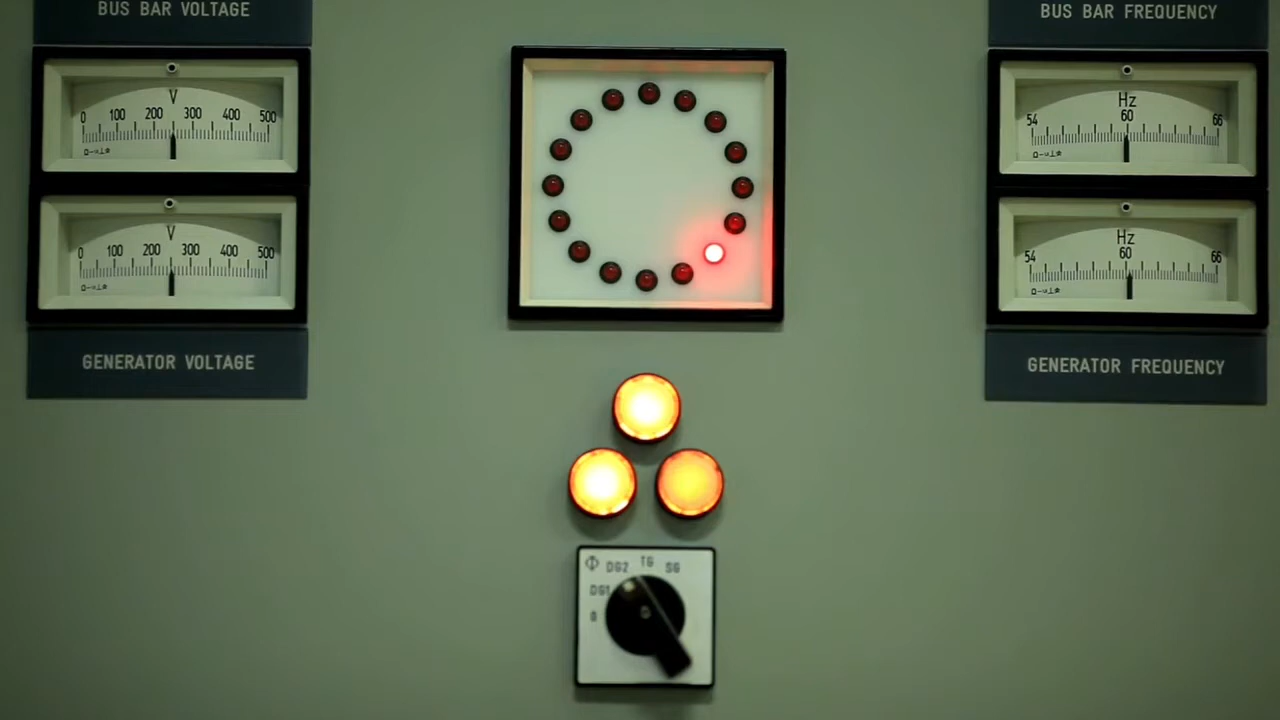 BUS BAR VOLTAGE
V
0 100 200 300 400 500
V
0 100 200 300 400 500
GENERATOR VOLTAGE
BUS BAR FREQUENCY
Hz
54 60 66
Hz
54 60 66
GENERATOR FREQUENCY
DG2 TG SG
DG1
0